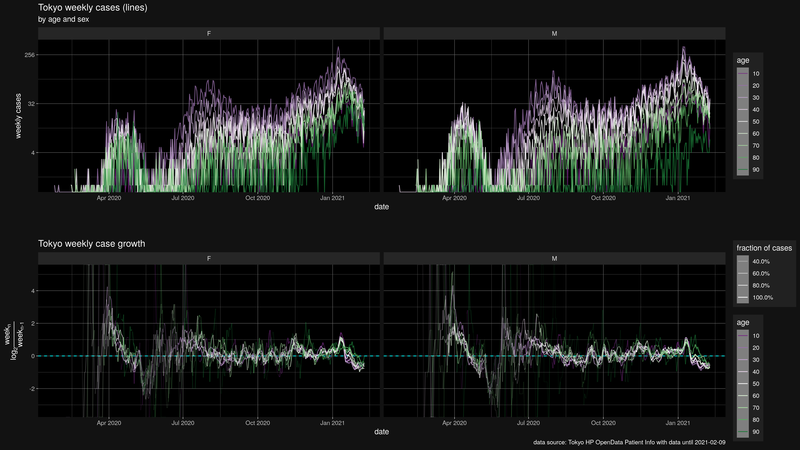 Tokyo weekly cases (lines)
by age and sex
F
M
256
32
4
weekly cases
Apr 2020
Jul 2020
Oct 2020
Jan 2021
Apr 2020
Jul 2020
Oct 2020
Jan 2021
date
age
10
20
30
40
50
60
70
80
90
Tokyo weekly case growth
F
M
4
2
0
-2
log₂ weekₙ / weekₙ₋₁
Apr 2020
Jul 2020
Oct 2020
Jan 2021
Apr 2020
Jul 2020
Oct 2020
Jan 2021
date
fraction of cases
40.0%
60.0%
80.0%
100.0%
age
10
20
30
40
50
60
70
80
90
data source: Tokyo HP OpenData Patient Info with data until 2021-02-09